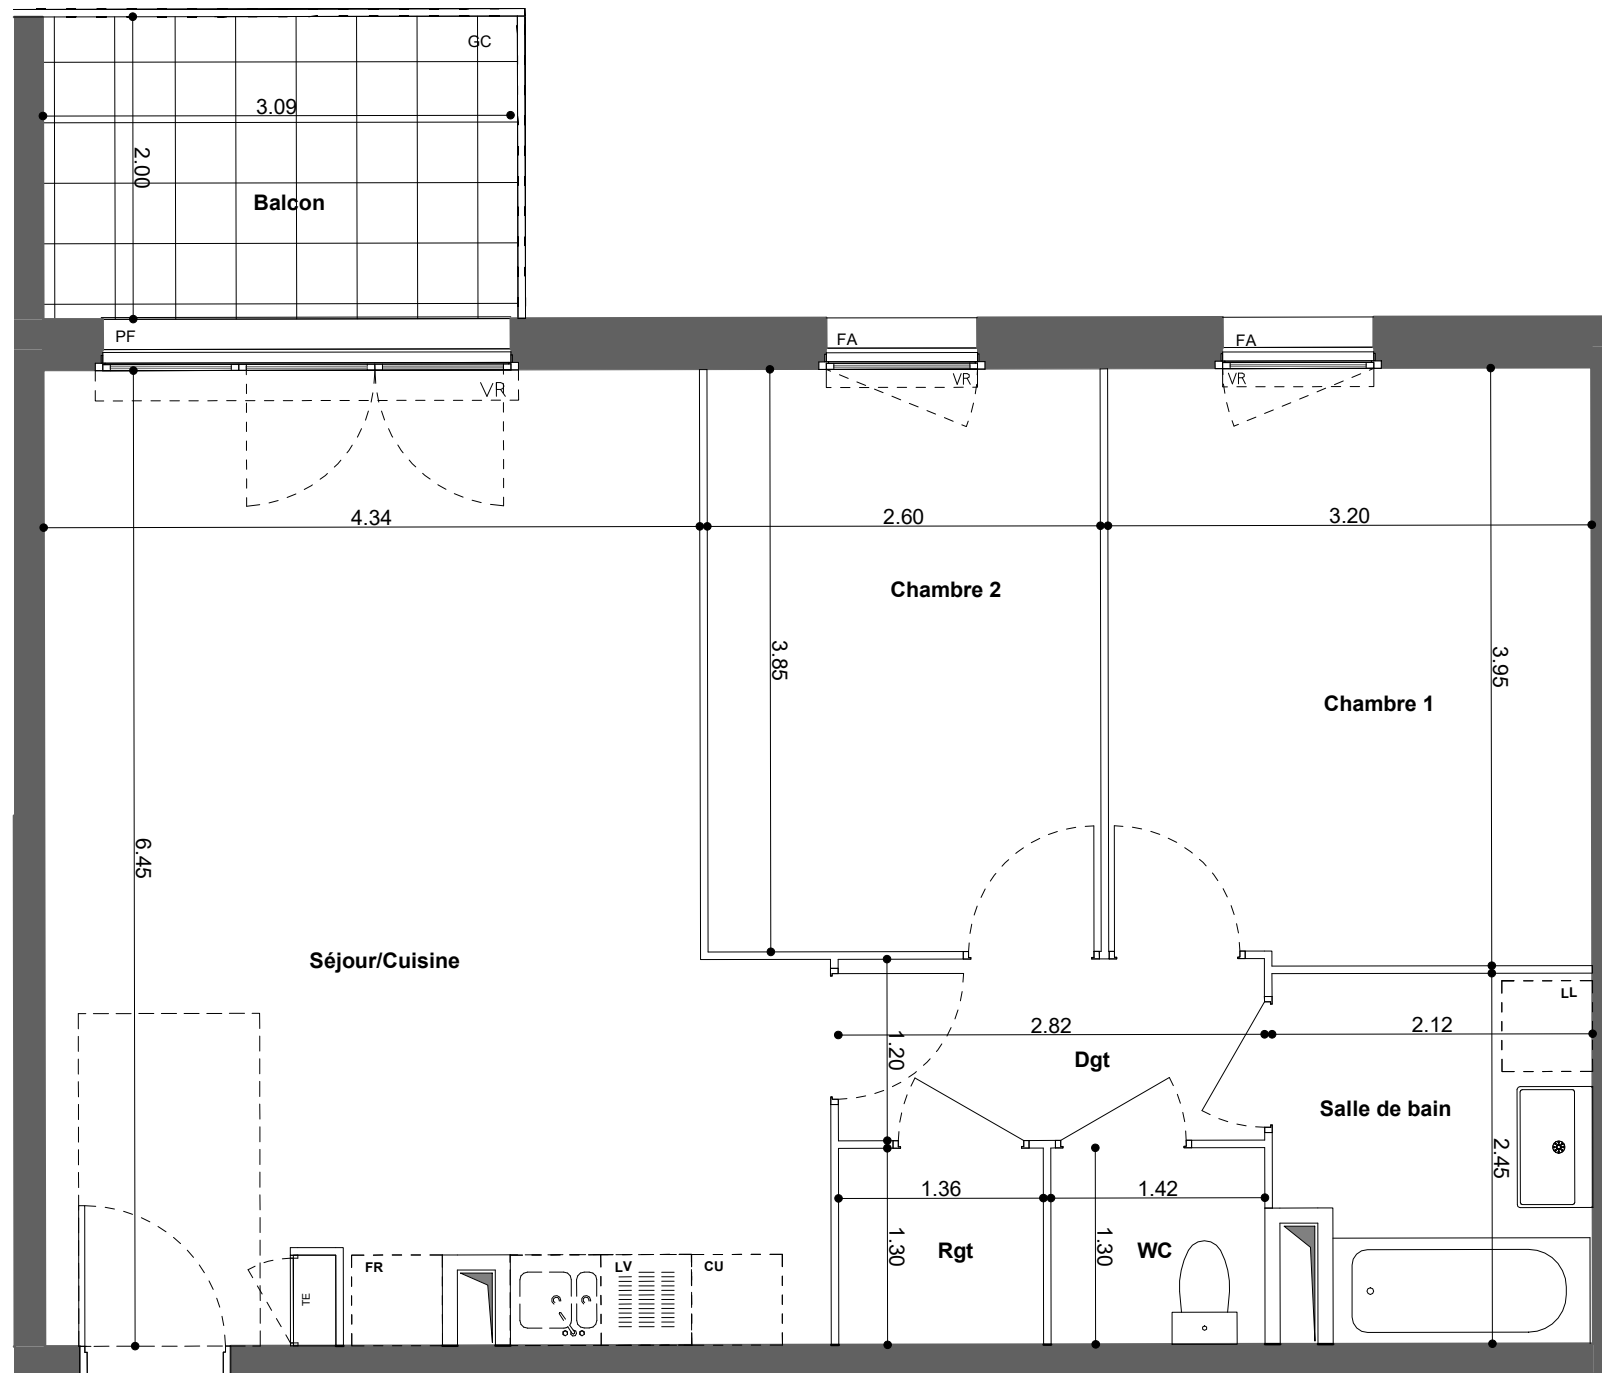 GC
3.09
2.00
Balcon
PF
FA
FA
VR
VR
VR
4.34
2.60
3.20
Chambre 2
3.85
3.95
Chambre 1
6.45
Séjour/Cuisine
LL
2.82
2.12
1.20
Dgt
Salle de bain
2.45
1.36
1.42
1.30
Rgt
1.30
WC
FR
LV
CU
TE